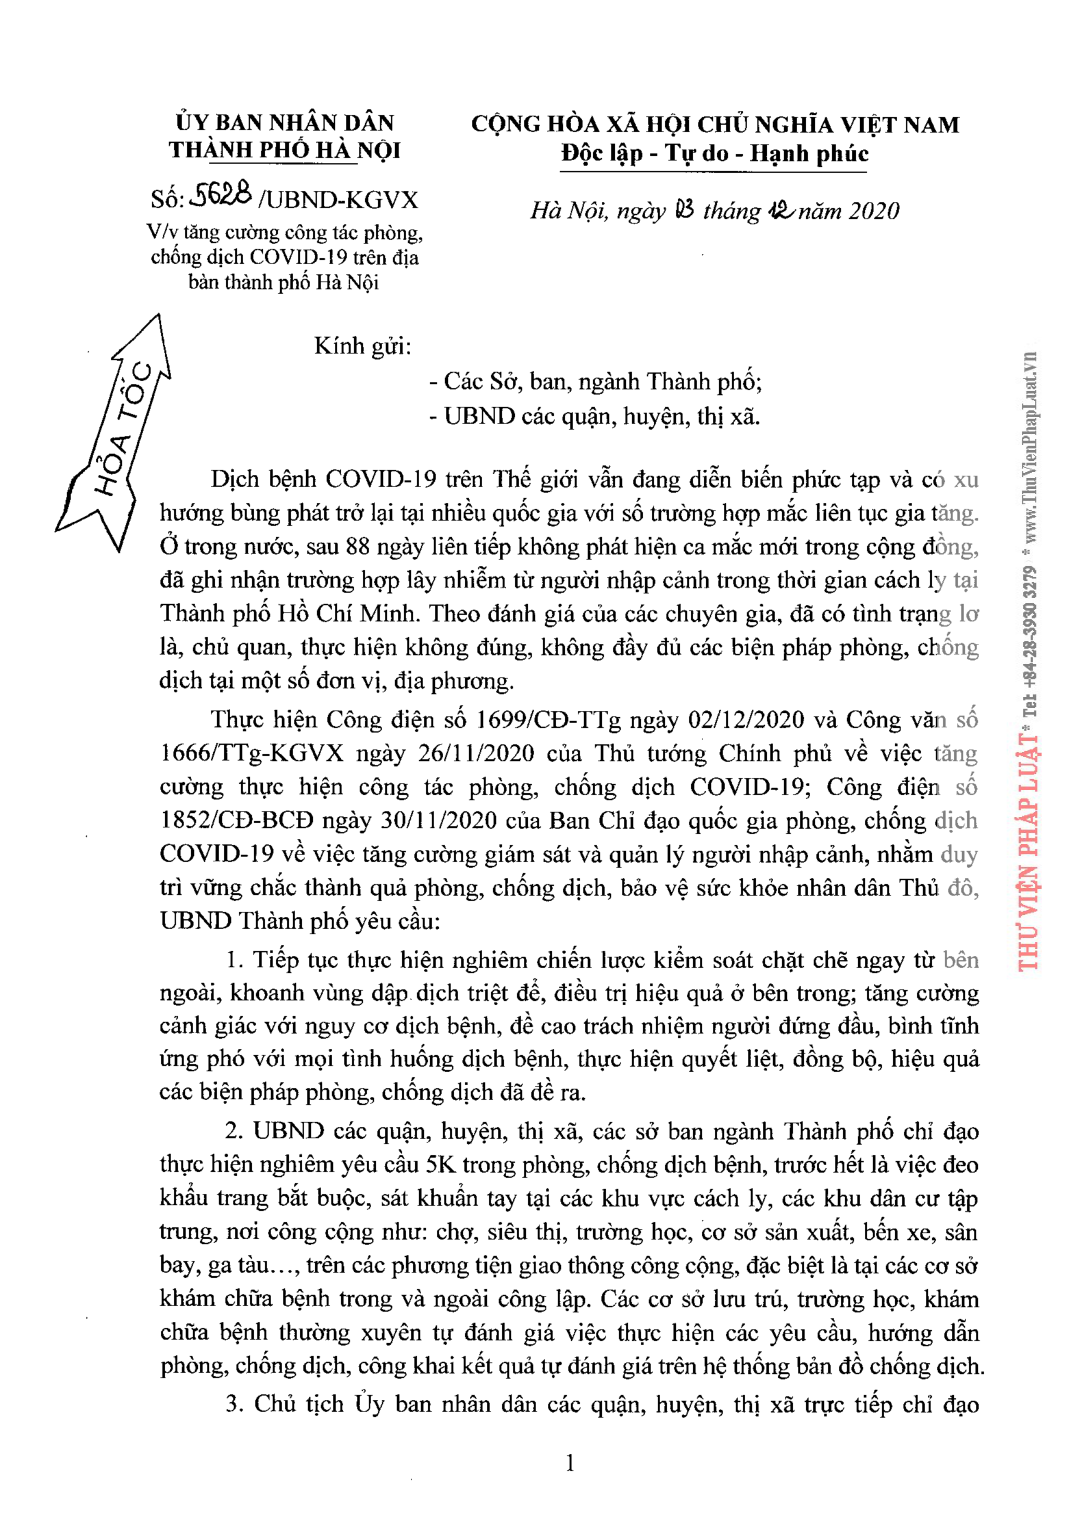 ỦY BAN NHÂN DÂN
THÀNH PHỐ HÀ NỘI
Số: 5628 /UBND-KGVX
V/v tăng cường công tác phòng,
chống dịch COVID-19 trên địa
bàn thành phố Hà Nội
CỘNG HÒA XÃ HỘI CHỦ NGHĨA VIỆT NAM
Độc lập - Tự do - Hạnh phúc
Hà Nội, ngày 03 tháng 12 năm 2020
HỎA TỐC
Kính gửi:
- Các Sở, ban, ngành Thành phố;
- UBND các quận, huyện, thị xã.
Dịch bệnh COVID-19 trên Thế giới vẫn đang diễn biến phức tạp và có xu
hướng bùng phát trở lại tại nhiều quốc gia với số trường hợp mắc liên tục gia tăng.
Ở trong nước, sau 88 ngày liên tiếp không phát hiện ca mắc mới trong cộng đồng,
đã ghi nhận trường hợp lây nhiễm từ người nhập cảnh trong thời gian cách ly tại
Thành phố Hồ Chí Minh. Theo đánh giá của các chuyên gia, đã có tình trạng lơ
là, chủ quan, thực hiện không đúng, không đầy đủ các biện pháp phòng, chống
dịch tại một số đơn vị, địa phương.
Thực hiện Công điện số 1699/CĐ-TTg ngày 02/12/2020 và Công văn số
1666/TTg-KGVX ngày 26/11/2020 của Thủ tướng Chính phủ về việc tăng
cường thực hiện công tác phòng, chống dịch COVID-19; Công điện số
1852/CĐ-BCĐ ngày 30/11/2020 của Ban Chỉ đạo quốc gia phòng, chống dịch
COVID-19 về việc tăng cường giám sát và quản lý người nhập cảnh, nhằm duy
trì vững chắc thành quả phòng, chống dịch, bảo vệ sức khỏe nhân dân Thủ đô,
UBND Thành phố yêu cầu:
1. Tiếp tục thực hiện nghiêm chiến lược kiểm soát chặt chẽ ngay từ bên
ngoài, khoanh vùng dập dịch triệt để, điều trị hiệu quả ở bên trong; tăng cường
cảnh giác với nguy cơ dịch bệnh, đề cao trách nhiệm người đứng đầu, bình tĩnh
ứng phó với mọi tình huống dịch bệnh, thực hiện quyết liệt, đồng bộ, hiệu quả
các biện pháp phòng, chống dịch đã đề ra.
2. UBND các quận, huyện, thị xã, các sở ban ngành Thành phố chỉ đạo
thực hiện nghiêm yêu cầu 5K trong phòng, chống dịch bệnh, trước hết là việc đeo
khẩu trang bắt buộc, sát khuẩn tay tại các khu vực cách ly, các khu dân cư tập
trung, nơi công cộng như: chợ, siêu thị, trường học, cơ sở sản xuất, bến xe, sân
bay, ga tàu..., trên các phương tiện giao thông công cộng, đặc biệt là tại các cơ sở
khám chữa bệnh trong và ngoài công lập. Các cơ sở lưu trú, trường học, khám
chữa bệnh thường xuyên tự đánh giá việc thực hiện các yêu cầu, hướng dẫn
phòng, chống dịch, công khai kết quả tự đánh giá trên hệ thống bản đồ chống dịch.
3. Chủ tịch Ủy ban nhân dân các quận, huyện, thị xã trực tiếp chỉ đạo
1
THƯ VIỆN PHÁP LUẬT * Tel: +84-28-3930 3279 * www.ThuVienPhapLuat.vn